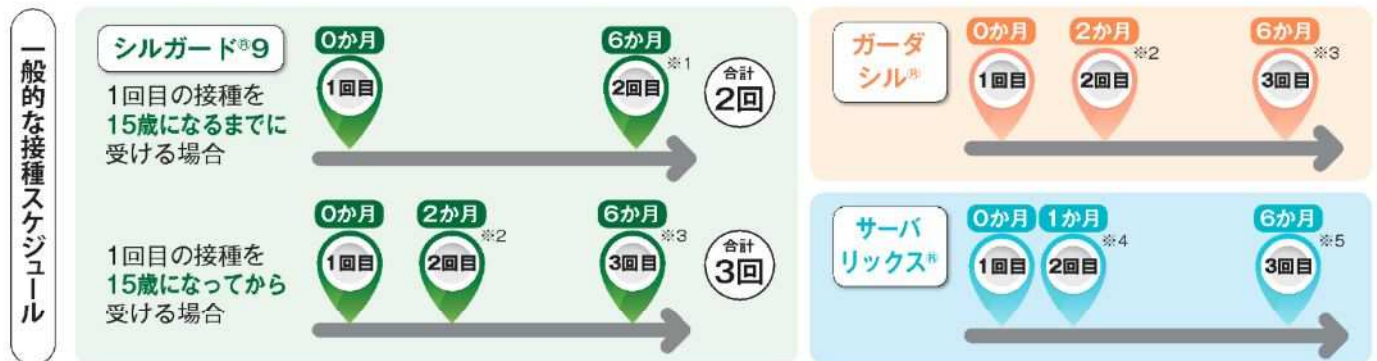 一般的な接種スケジュール
シルガード®9
1回目の接種を
15歳になるまでに
受ける場合
0か月
1回目
6か月
※1
2回目
合計
2回
1回目の接種を
15歳になってから
受ける場合
0か月
1回目
2か月
※2
2回目
6か月
※3
3回目
合計
3回
ガーダ
シル®
0か月
1回目
2か月
※2
2回目
6か月
※3
3回目
サーバ
リックス®
0か月
1回目
1か月
※4
2回目
6か月
※5
3回目